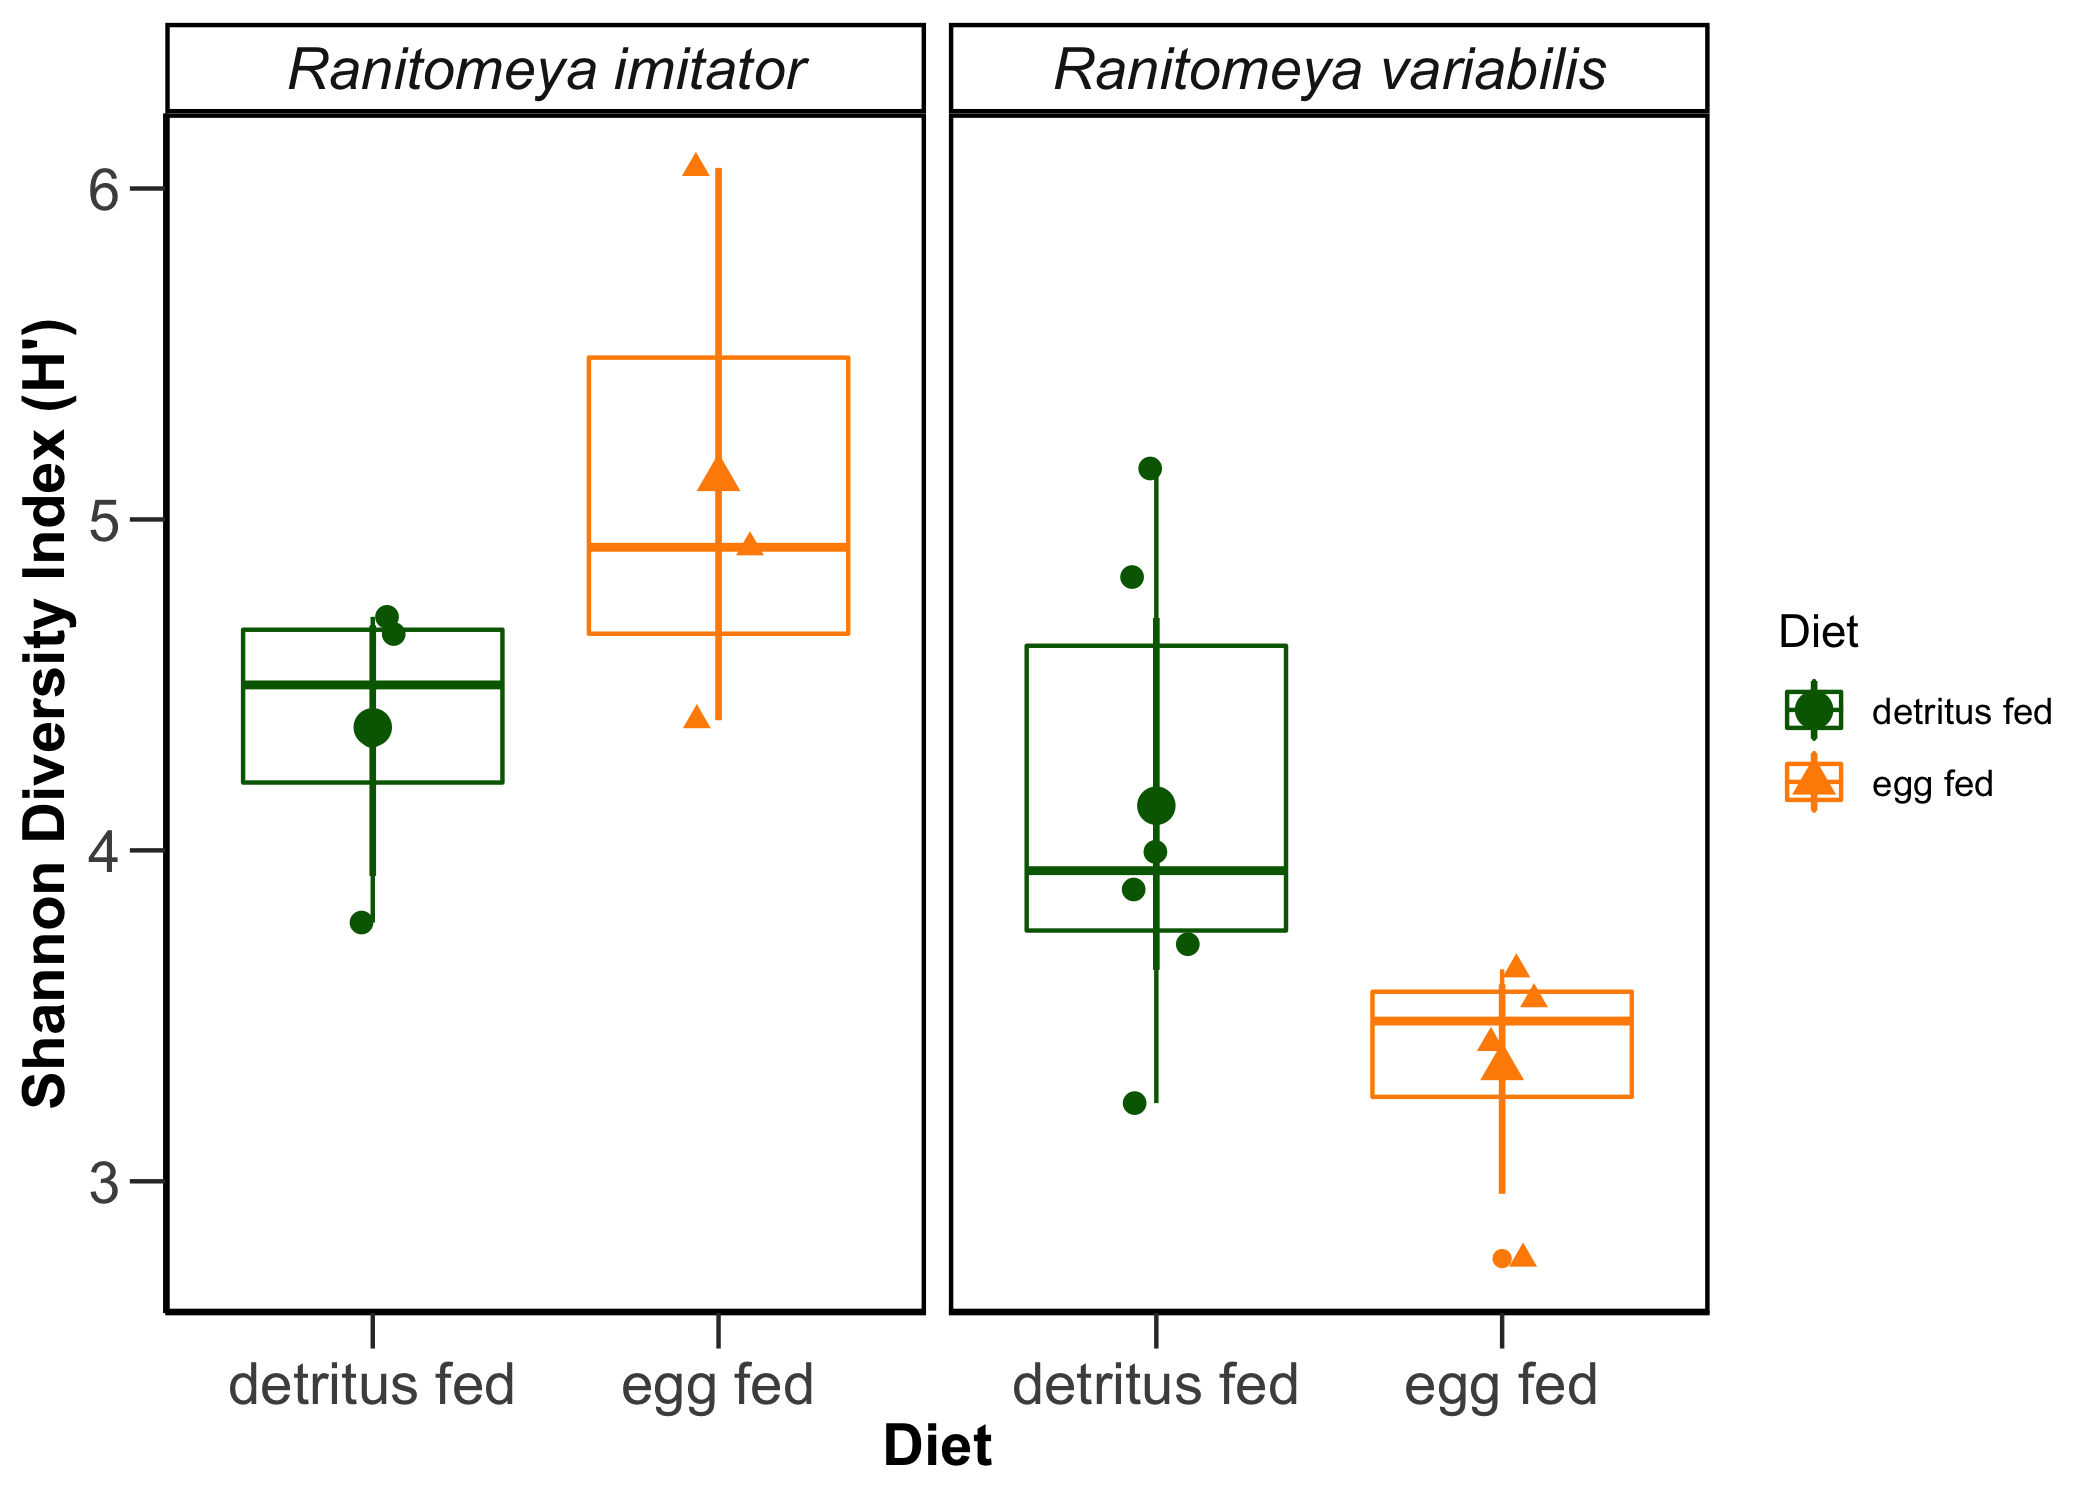 Ranitomeya imitator
Ranitomeya variabilis
Shannon Diversity Index (H')
6
5
4
3
detritus fed
egg fed
detritus fed
egg fed
Diet
Diet
detritus fed
egg fed